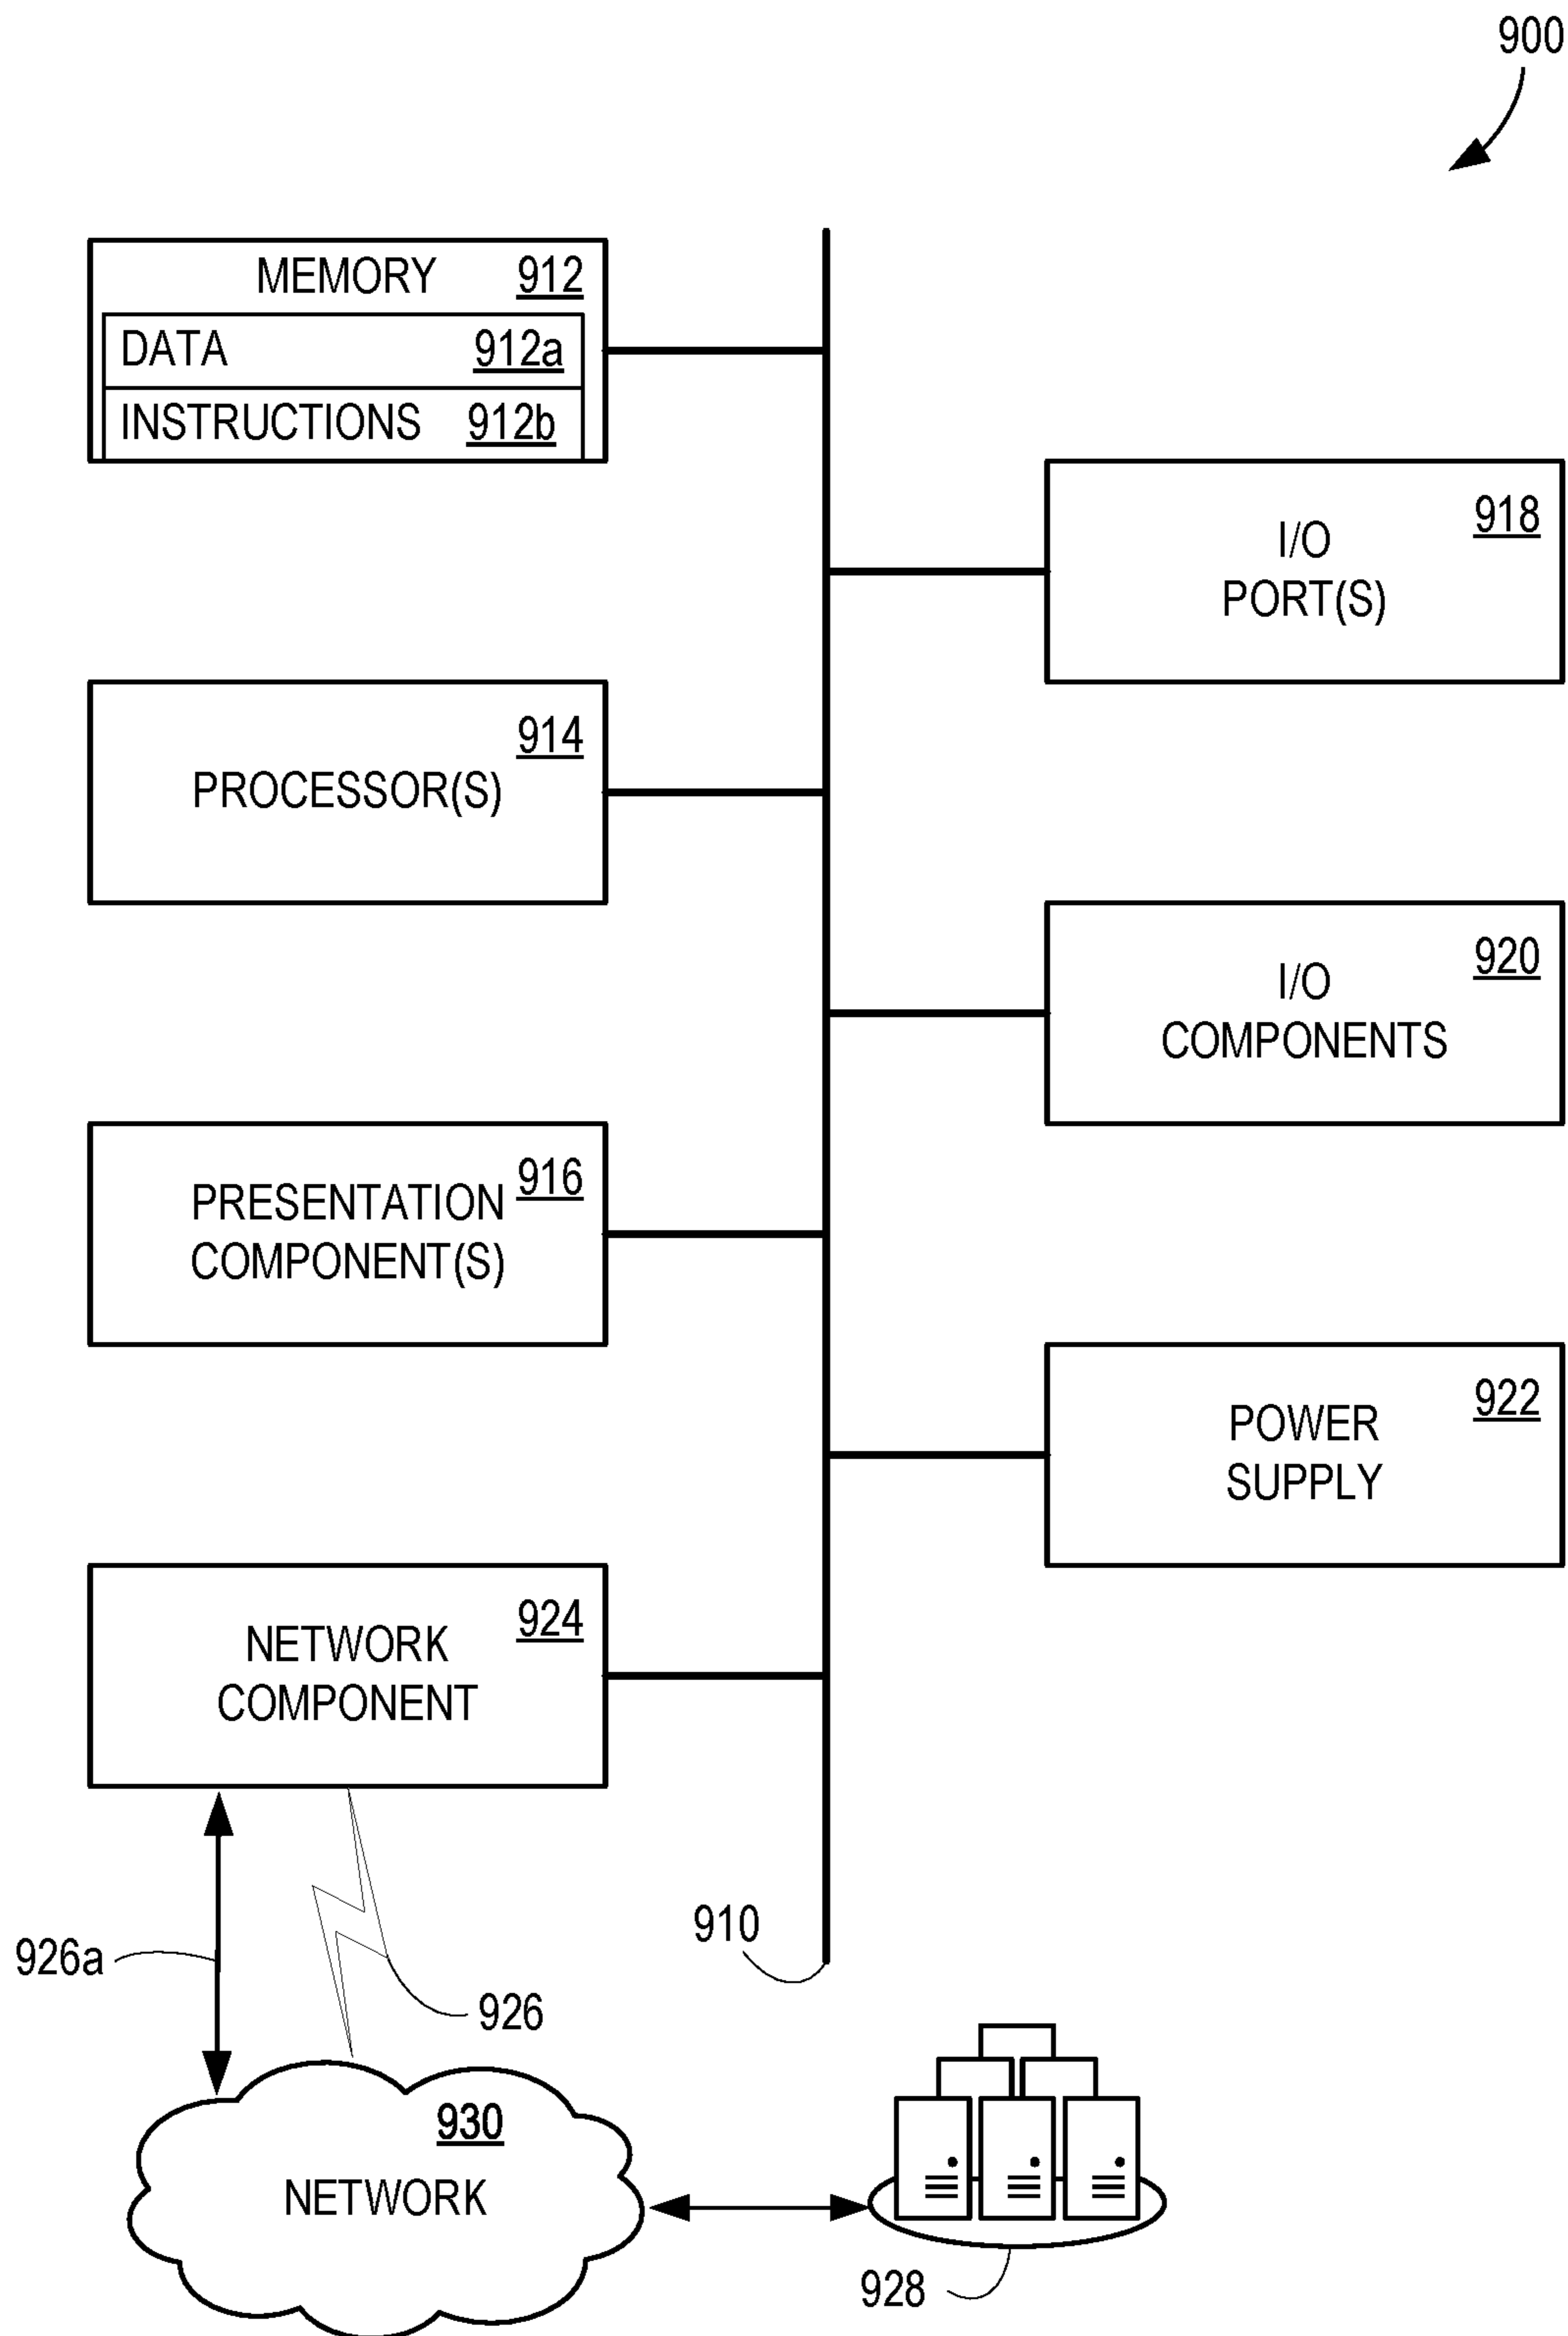 900
MEMORY 912
DATA 912a
INSTRUCTIONS 912b
918
I/O
PORT(S)
914
PROCESSOR(S)
920
I/O
COMPONENTS
916
PRESENTATION
COMPONENT(S)
922
POWER
SUPPLY
924
NETWORK
COMPONENT
910
926a
926
930
NETWORK
928